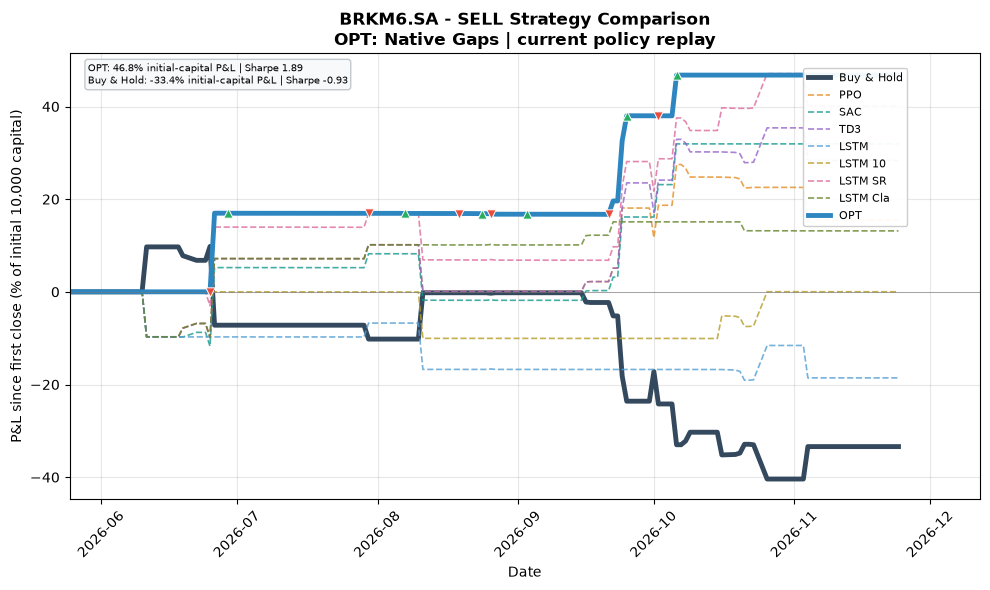 BRKM6.SA - SELL Strategy Comparison
OPT: Native Gaps | current policy replay
OPT: 46.8% initial-capital P&L | Sharpe 1.89
Buy & Hold: -33.4% initial-capital P&L | Sharpe -0.93
Buy & Hold
PPO
SAC
TD3
LSTM
LSTM 10
LSTM SR
LSTM Cla
OPT
P&L since first close (% of initial 10,000 capital)
40
20
0
−20
−40
2026-06
2026-07
2026-08
2026-09
2026-10
2026-11
2026-12
Date